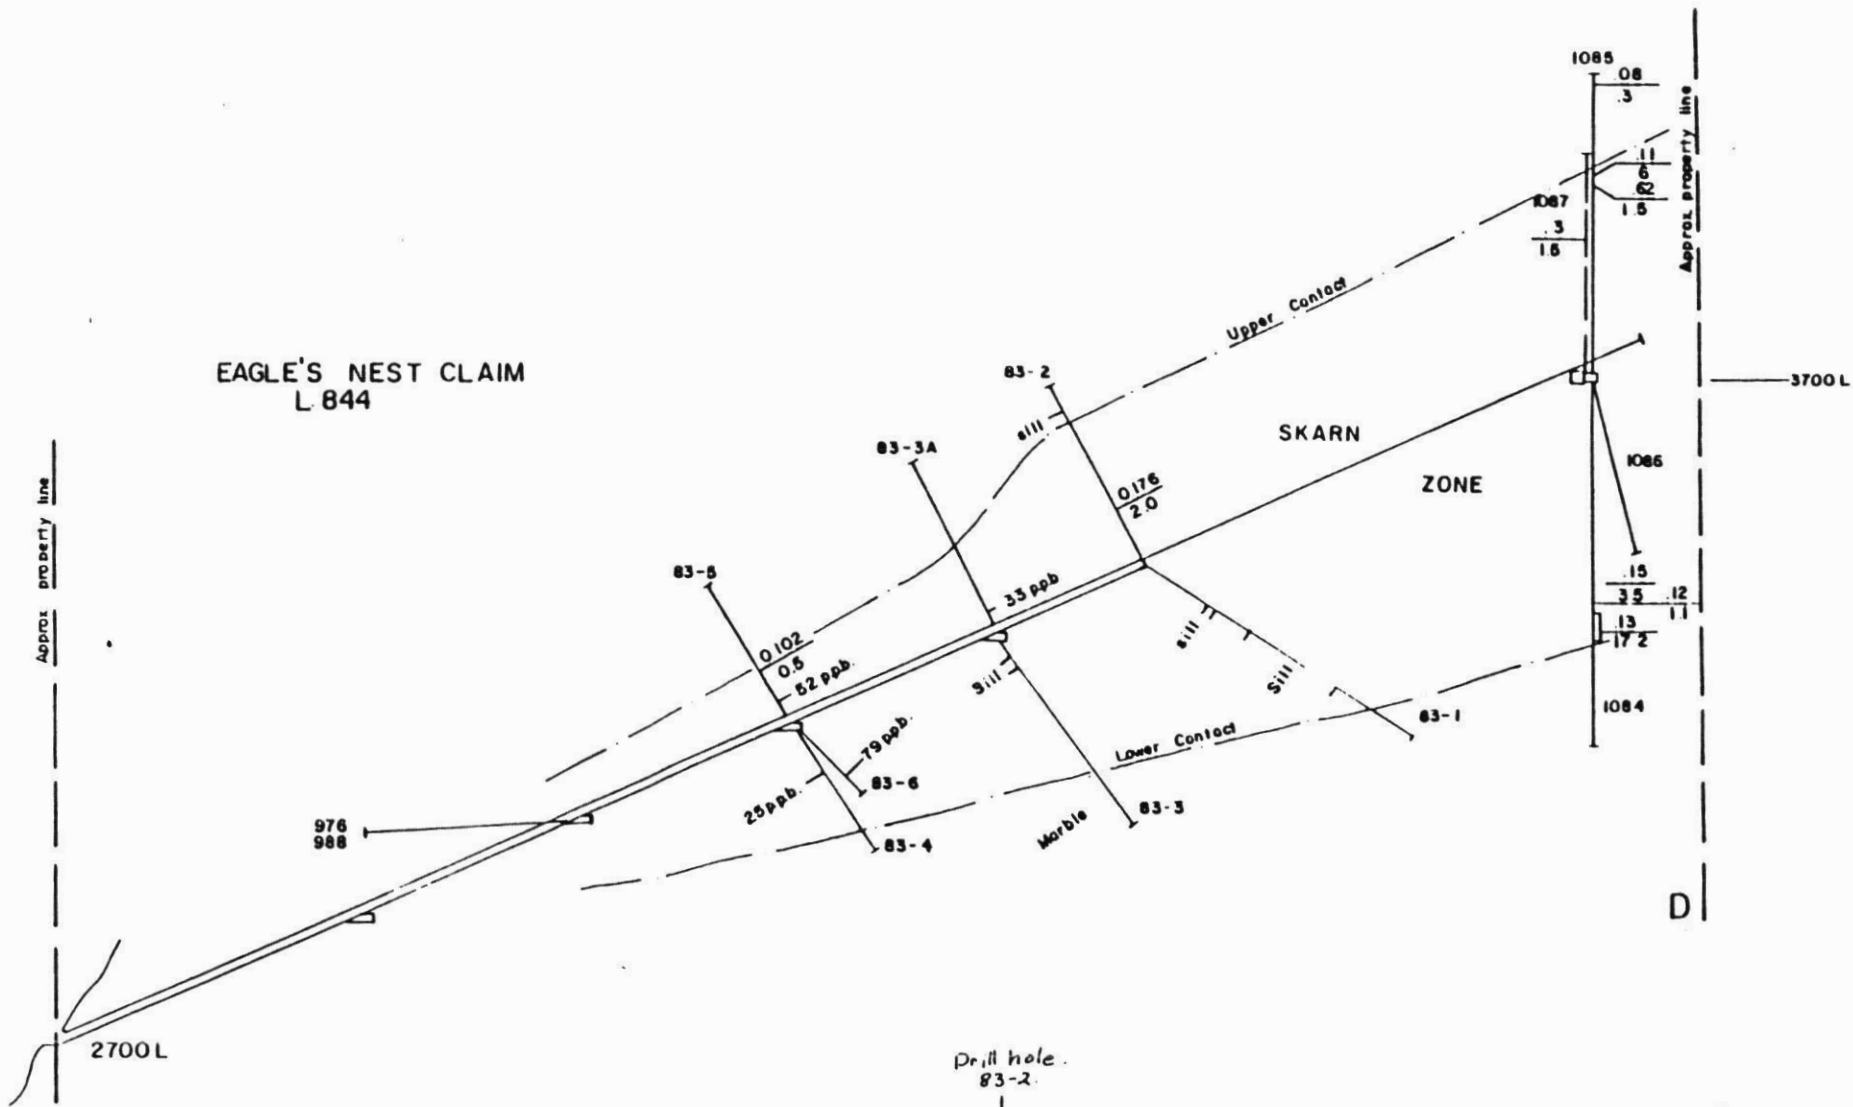 1085
.08
.3
Approx. property line
.11
1087
.3
1.5
1.5
Upper Contact
EAGLE'S NEST CLAIM
L 844
83-2
3700 L
sill
SKARN
83-3A
ZONE
1086
0.176
2.0
Approx property line
83-5
33 ppb
.15
3.5
.12
1.1
.13
17.2
sill
0.102
0.5
52 ppb.
Sill
Sill
83-1
1084
79 ppb.
Lower Contact
25 ppb.
83-6
83-3
Marble
976
988
83-4
D
2700 L
Drill hole.
83-2.